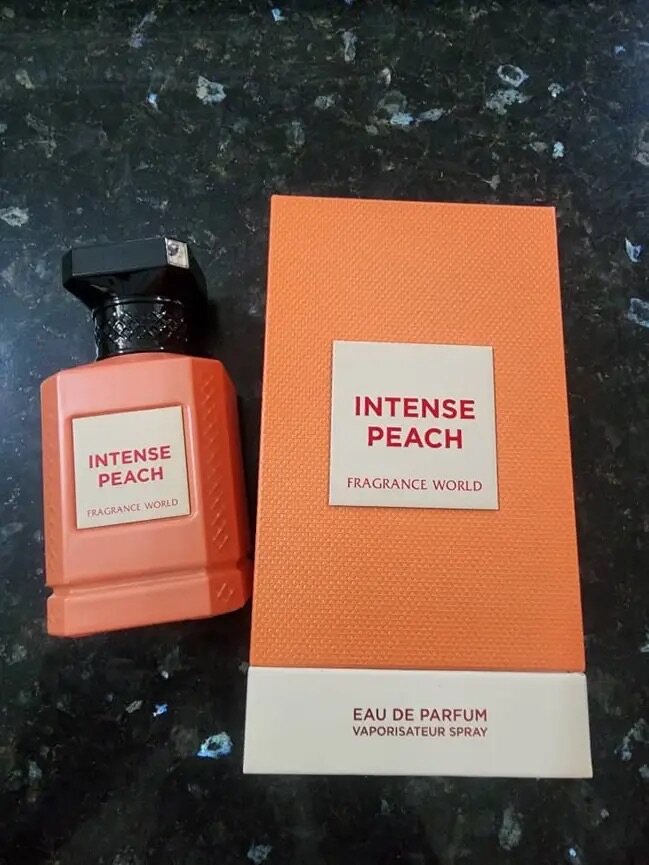 INTENSE
PEACH
FRAGRANCE WORLD
INTENSE
PEACH
FRAGRANCE WORLD
EAU DE PARFUM
VAPORISATEUR SPRAY